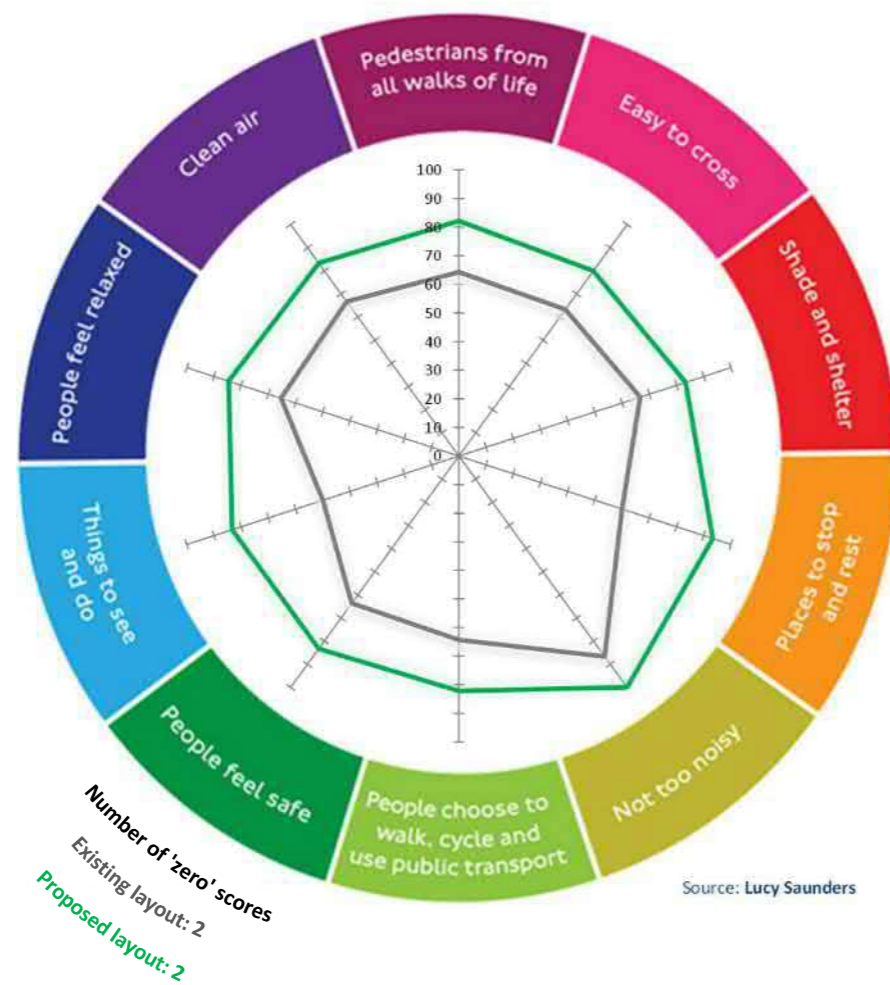 Pedestrians from
all walks of life
Easy to cross
Shade and shelter
Places to stop
and rest
Not too noisy
People choose to
walk, cycle and
use public transport
People feel safe
Things to see
and do
People feel relaxed
Clean air
100
90
80
70
60
50
40
30
20
10
0
Number of 'zero' scores
Existing layout: 2
Proposed layout: 2
Source: Lucy Saunders